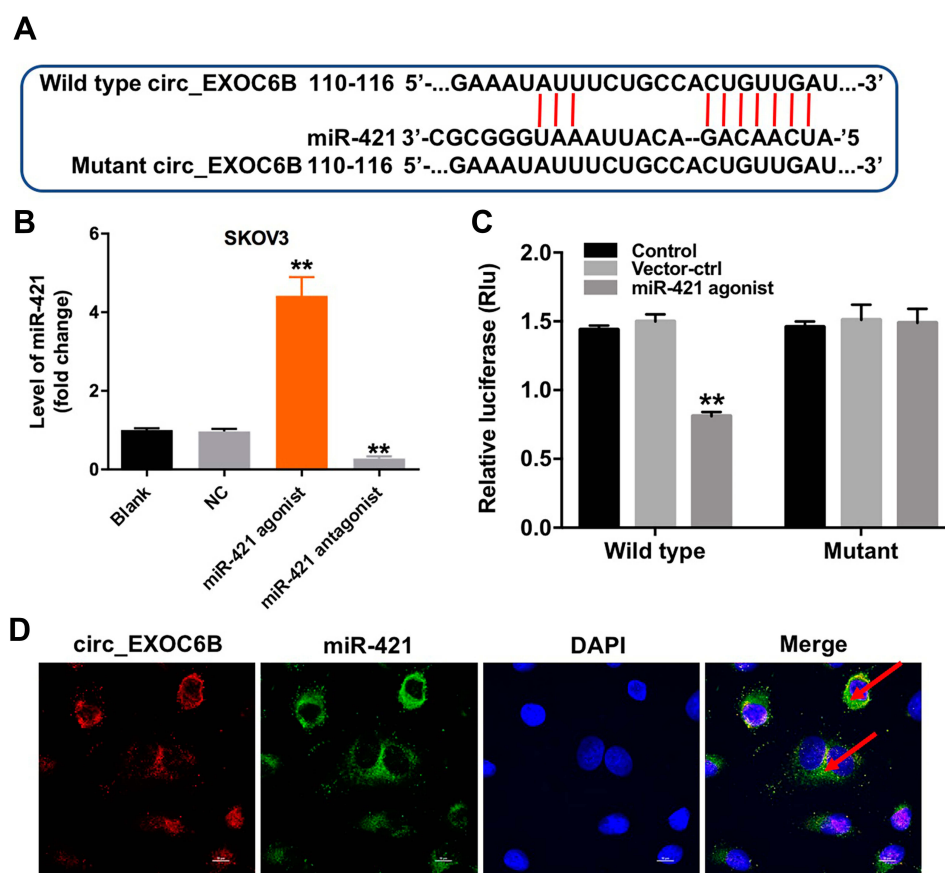 A
Wild type circ_EXOC6B 110-116 5’-...GAAAUAUUUCUGCCACUGUUGAU...-3’
miR-421 3’-CGCGGGUAAAUUACA--GACAACUA-’5
Mutant circ_EXOC6B 110-116 5’-...GAAAUAUUUCUGCCACUGUUGAU...-3’
B
SKOV3
Level of miR-421
(fold change)
6
4
2
0
**
**
Blank
NC
miR-421 agonist
miR-421 antagonist
C
Relative luciferase (Rlu)
2.0
1.5
1.0
0.5
0.0
Control
Vector-ctrl
miR-421 agonist
**
Wild type
Mutant
D
circ_EXOC6B
miR-421
DAPI
Merge